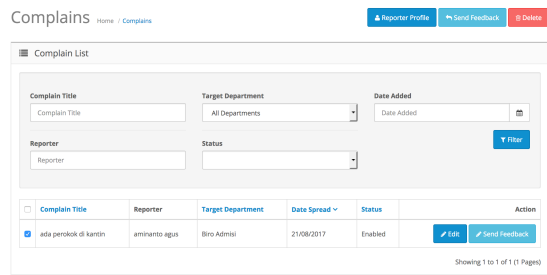 Complains Home / Complains
Reporter Profile Send Feedback Delete
Complain List
Complain Title Target Department Date Added
Complain Title All Departments Date Added
Reporter Status Filter
Reporter
Complain Title Reporter Target Department Date Spread Status Action
ada perokok di kantin aminanto agus Biro Admisi 21/08/2017 Enabled Edit Send Feedback
Showing 1 to 1 of 1 (1 Pages)